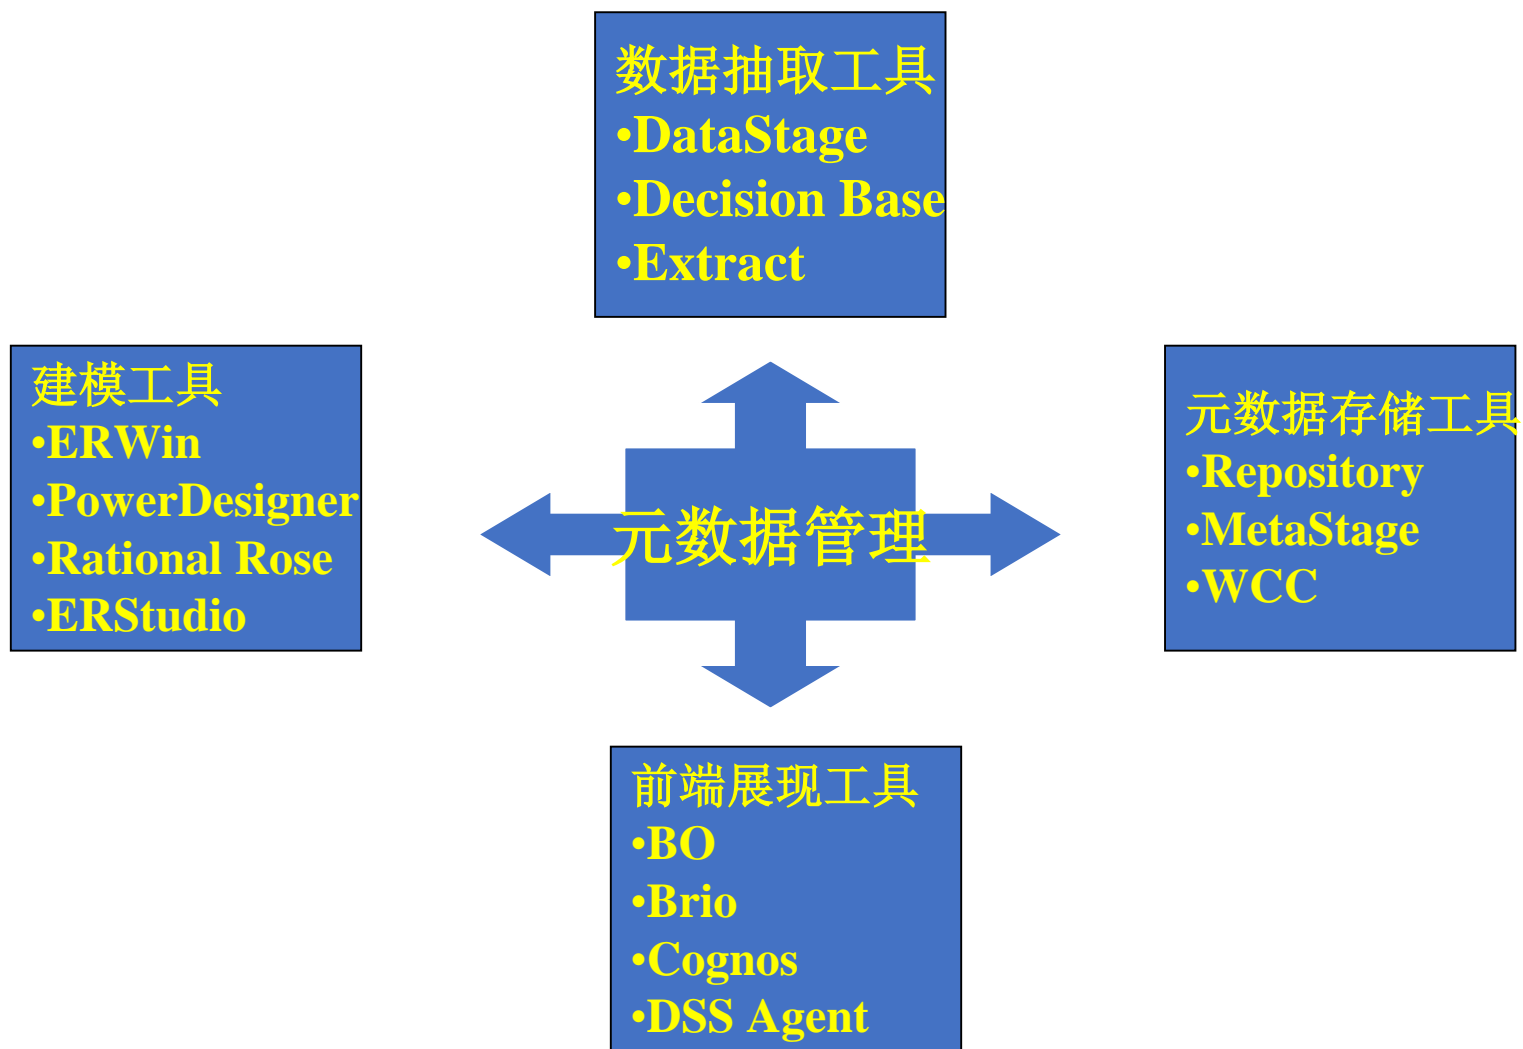 数据抽取工具
•DataStage
•Decision Base
•Extract
建模工具
•ERWin
•PowerDesigner
•Rational Rose
•ERStudio
元数据管理
元数据存储工具
•Repository
•MetaStage
•WCC
前端展现工具
•BO
•Brio
•Cognos
•DSS Agent